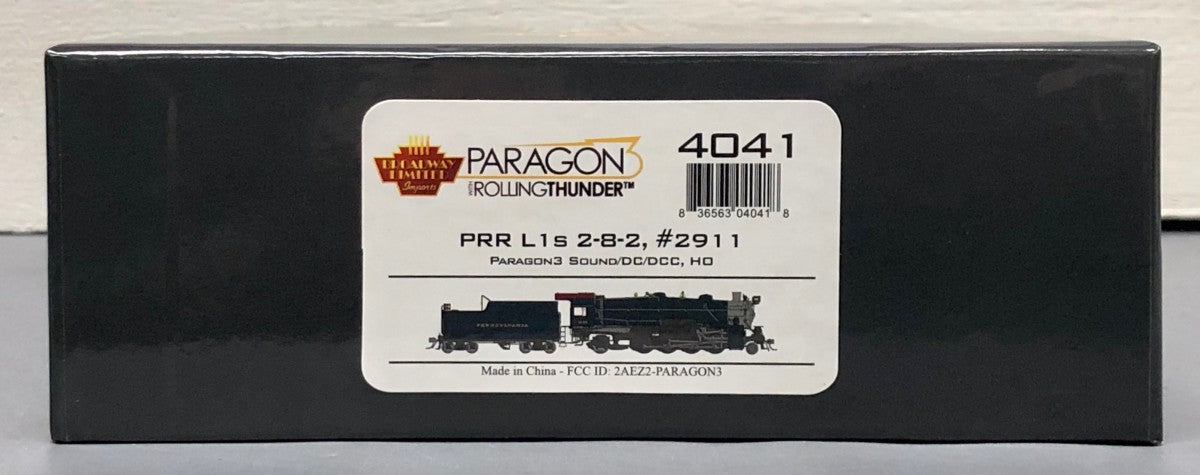 BROADWAY
LIMITED
Imports
PARAGON3
WITH ROLLINGTHUNDER™
4041
8 36563 04041 8
PRR L1s 2-8-2, #2911
PARAGON3 SOUND/DC/DCC, HO
PENNSYLVANIA
Made in China - FCC ID: 2AEZ2-PARAGON3